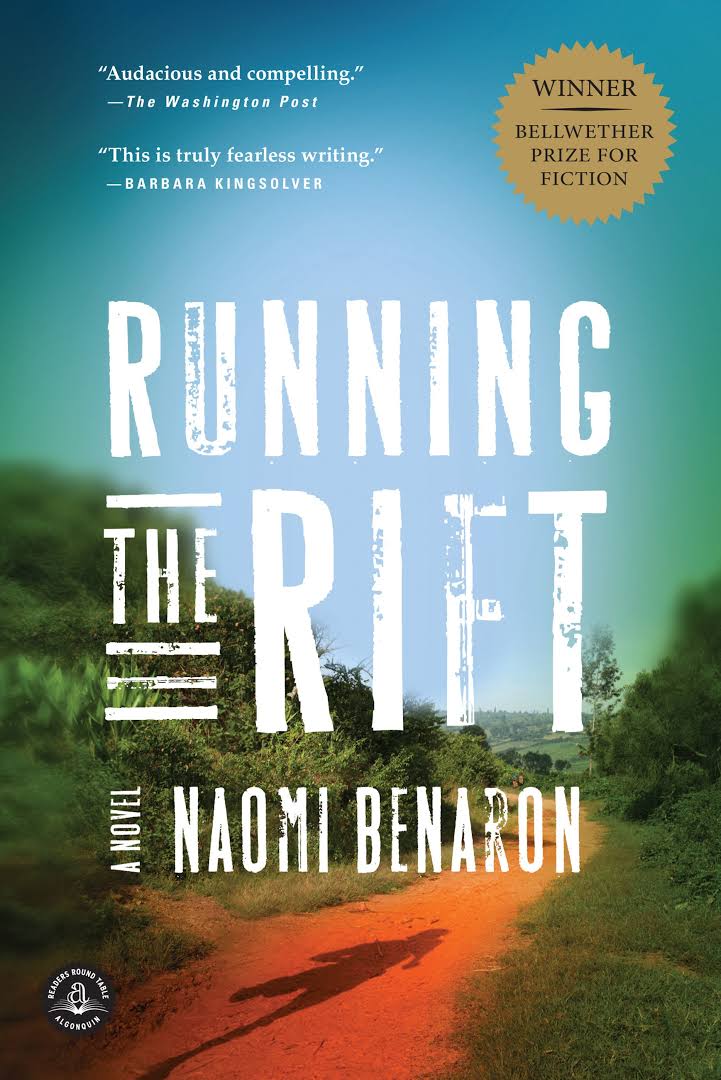 “Audacious and compelling.”
—The Washington Post
“This is truly fearless writing.”
—BARBARA KINGSOLVER
WINNER
BELLWETHER
PRIZE FOR
FICTION
RUNNING
THE RIFT
A NOVEL
NAOMI BENARON
READERS ROUND TABLE
a
ALGONQUIN